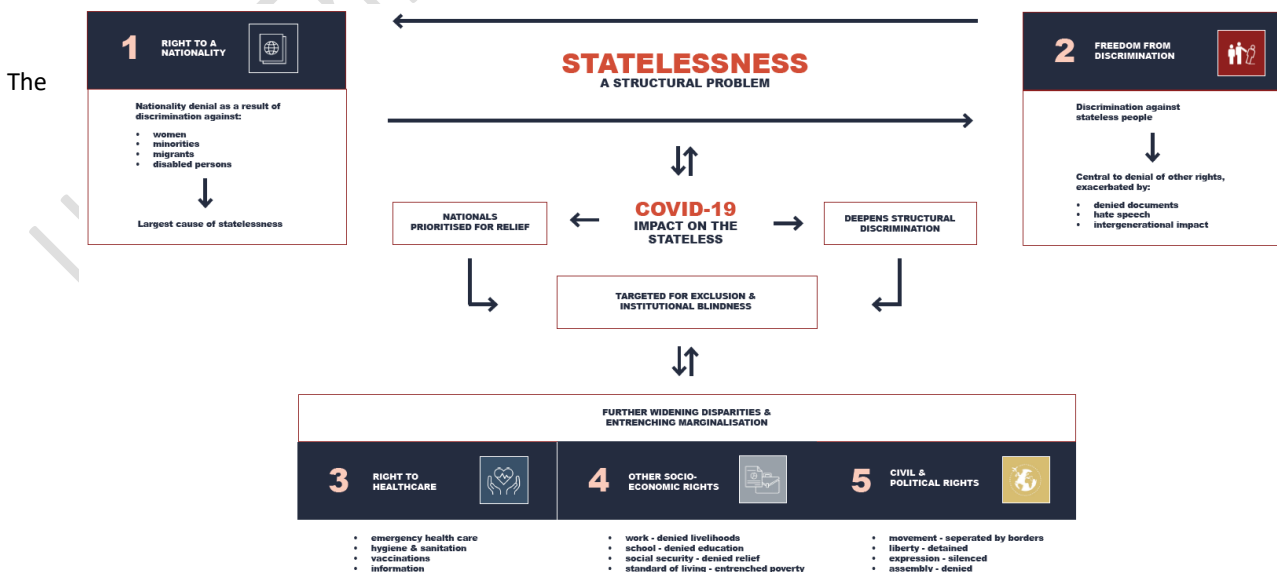 The
1
RIGHT TO A
NATIONALITY
Nationality denial as a result of
discrimination against:
• women
• minorities
• migrants
• disabled persons
Largest cause of statelessness
STATELESSNESS
A STRUCTURAL PROBLEM
2
FREEDOM FROM
DISCRIMINATION
Discrimination against
stateless people
Central to denial of other rights,
exacerbated by:
• denied documents
• hate speech
• intergenerational impact
NATIONALS
PRIORITISED FOR RELIEF
COVID-19
IMPACT ON THE
STATELESS
DEEPENS STRUCTURAL
DISCRIMINATION
TARGETED FOR EXCLUSION &
INSTITUTIONAL BLINDNESS
FURTHER WIDENING DISPARITIES &
ENTRENCHING MARGINALISATION
3
RIGHT TO
HEALTHCARE
• emergency health care
• hygiene & sanitation
• vaccinations
• information
4
OTHER SOCIO-
ECONOMIC RIGHTS
• work - denied livelihoods
• school - denied education
• social security - denied relief
• standard of living - entrenched poverty
5
CIVIL &
POLITICAL RIGHTS
• movement - seperated by borders
• liberty - detained
• expression - silenced
• assembly - denied